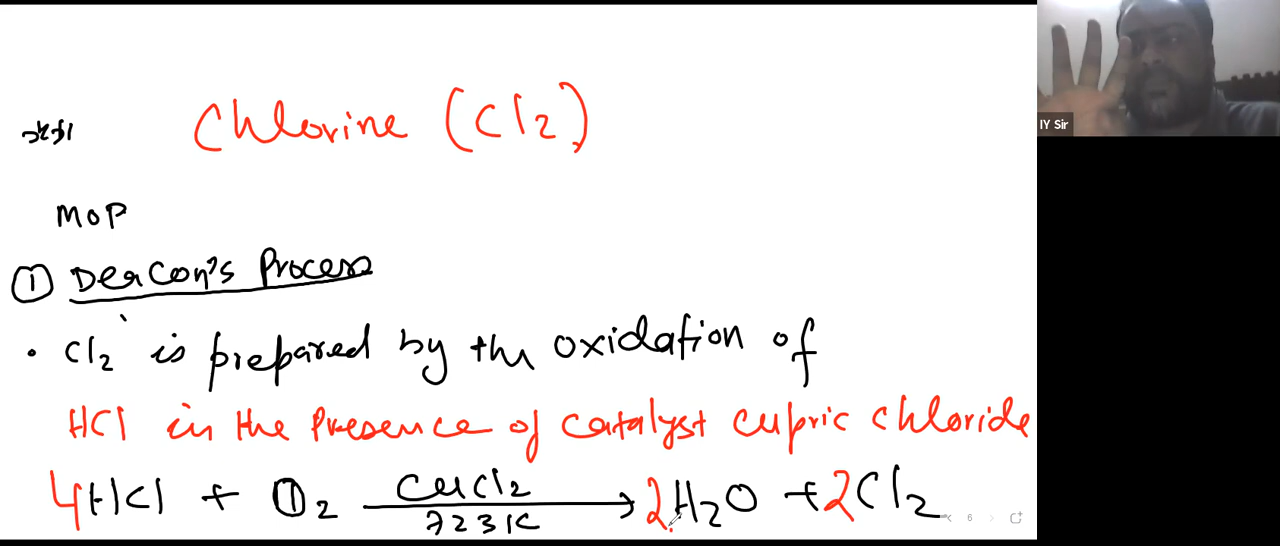 Chlorine (Cl2)
MOP
① Deacon's Process
• Cl2 is prepared by the oxidation of
HCl in the Presence of catalyst cupric chloride
4HCl + O2 CuCl2 723K → 2H2O + 2Cl2
6
IY Sir